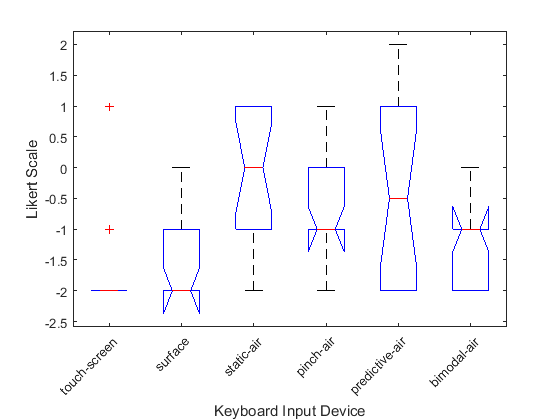 2
1.5
1
0.5
0
-0.5
-1
-1.5
-2
-2.5
Likert Scale
touch-screen
surface
static-air
pinch-air
predictive-air
bimodal-air
Keyboard Input Device